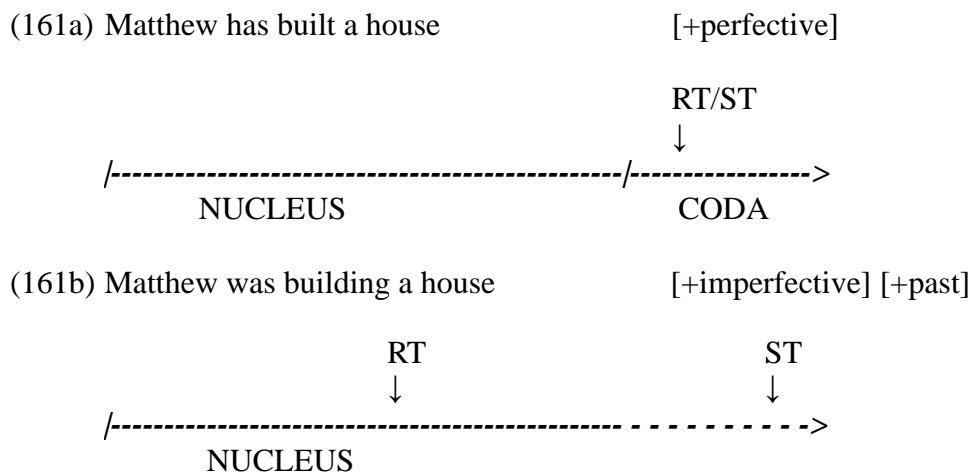 (161a) Matthew has built a house [+perfective]
RT/ST
↓
/-----------------------------------------------/----------------->
NUCLEUS CODA
(161b) Matthew was building a house [+imperfective] [+past]
RT ST
↓ ↓
/----------------------------------------------- - - - - - - - - - ->
NUCLEUS